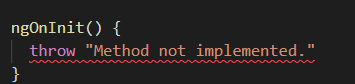 ngOnInit() {
throw "Method not implemented."
}